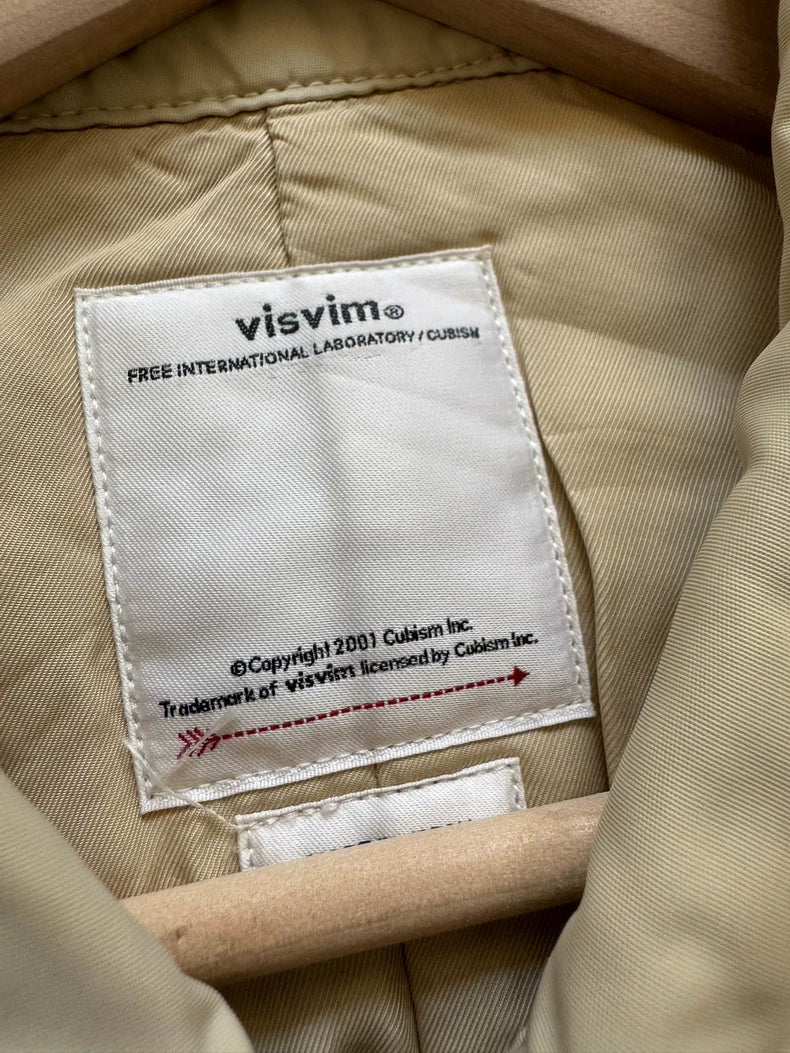 visvim®
FREE INTERNATIONAL LABORATORY / CUBISM
©Copyright 2001 Cubism Inc.
Trademark of visvim licensed by Cubism Inc.